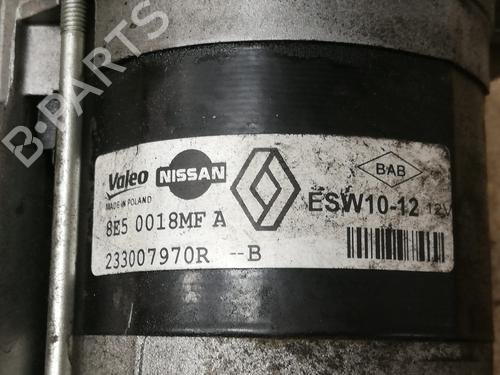 B-PARTS
Valeo
NISSAN
MADE IN POLAND
BAB
ESW10-12 12V
8E5 0018MF A
233007970R --B